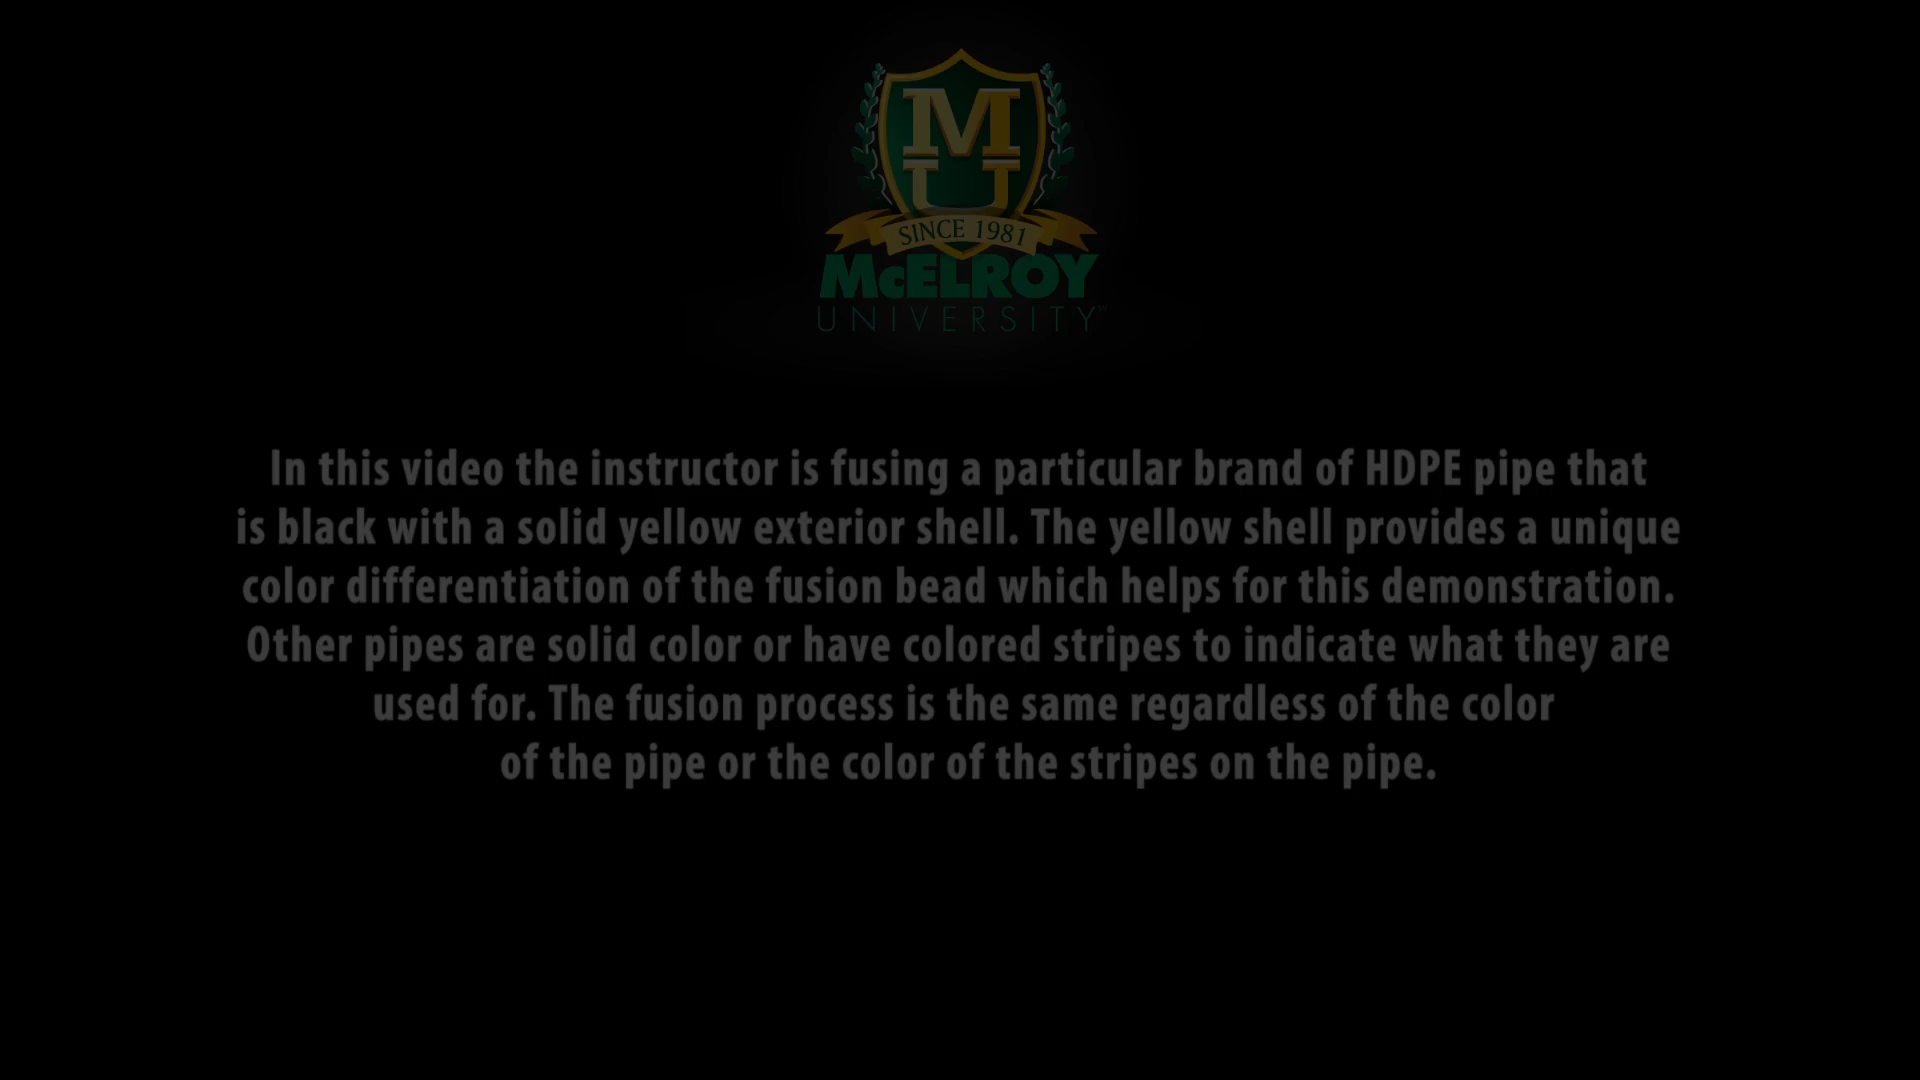 MU
SINCE 1981
McELROY
UNIVERSITY™
In this video the instructor is fusing a particular brand of HDPE pipe that
is black with a solid yellow exterior shell. The yellow shell provides a unique
color differentiation of the fusion bead which helps for this demonstration.
Other pipes are solid color or have colored stripes to indicate what they are
used for. The fusion process is the same regardless of the color
of the pipe or the color of the stripes on the pipe.